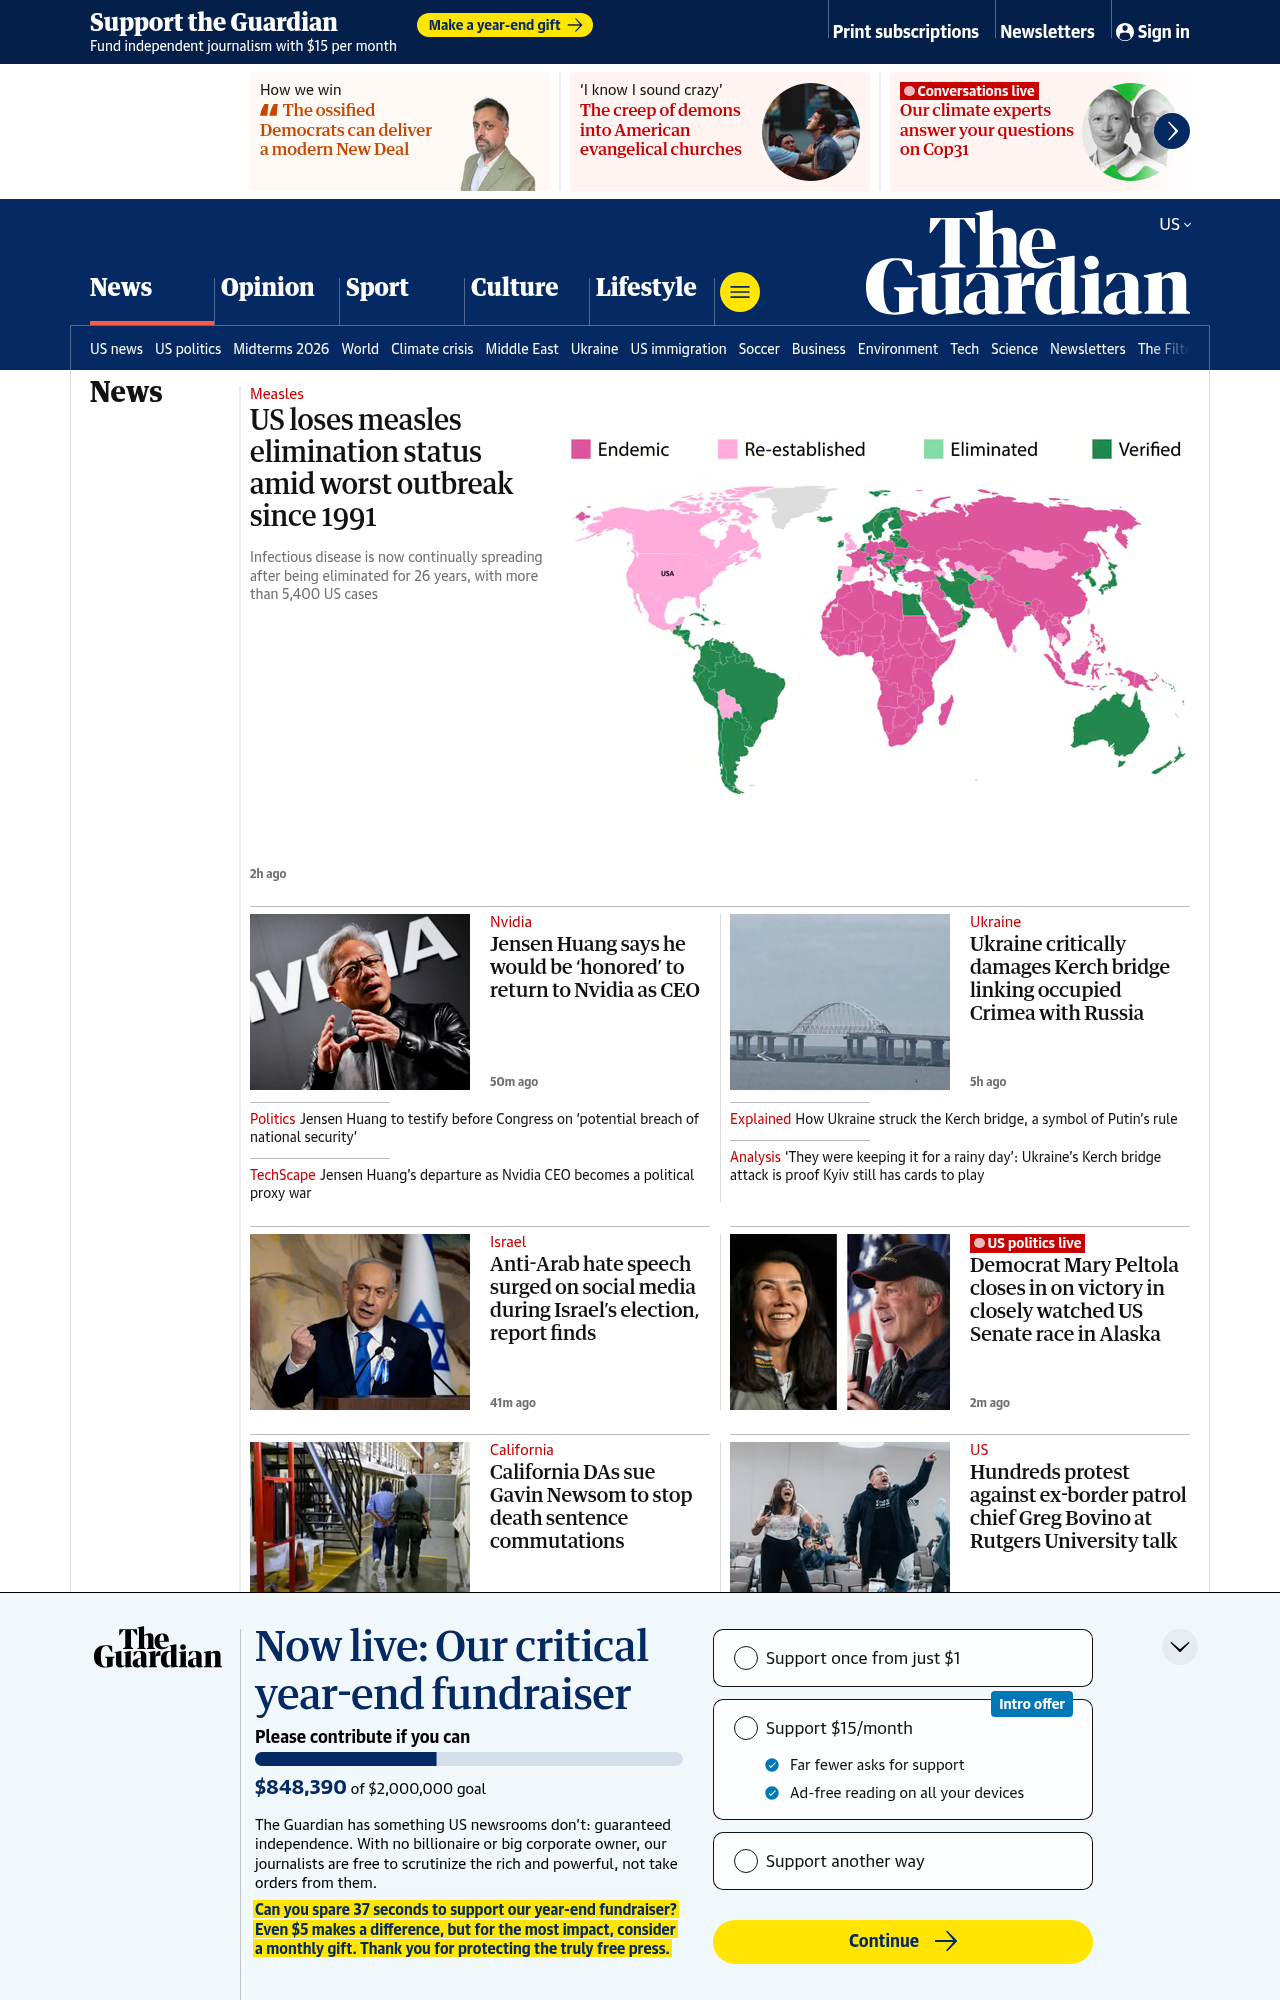 Support the Guardian
Fund independent journalism with $15 per month
Make a year-end gift
Print subscriptions
Newsletters
Sign in
How we win
The ossified
Democrats can deliver
a modern New Deal
‘I know I sound crazy’
The creep of demons
into American
evangelical churches
Conversations live
Our climate experts
answer your questions
on Cop31
US
The
Guardian
News
Opinion
Sport
Culture
Lifestyle
US news US politics Midterms 2026 World Climate crisis Middle East Ukraine US immigration Soccer Business Environment Tech Science Newsletters The Filte
News
Measles
US loses measles
elimination status
amid worst outbreak
since 1991
Infectious disease is now continually spreading
after being eliminated for 26 years, with more
than 5,400 US cases
2h ago
Endemic Re-established Eliminated Verified
USA
NVIDIA
Nvidia
Jensen Huang says he
would be ‘honored’ to
return to Nvidia as CEO
50m ago
Politics Jensen Huang to testify before Congress on ‘potential breach of
national security’
TechScape Jensen Huang’s departure as Nvidia CEO becomes a political
proxy war
Ukraine
Ukraine critically
damages Kerch bridge
linking occupied
Crimea with Russia
5h ago
Explained How Ukraine struck the Kerch bridge, a symbol of Putin’s rule
Analysis ‘They were keeping it for a rainy day’: Ukraine’s Kerch bridge
attack is proof Kyiv still has cards to play
Israel
Anti-Arab hate speech
surged on social media
during Israel’s election,
report finds
41m ago
US politics live
Democrat Mary Peltola
closes in on victory in
closely watched US
Senate race in Alaska
2m ago
California
California DAs sue
Gavin Newsom to stop
death sentence
commutations
US
Hundreds protest
against ex-border patrol
chief Greg Bovino at
Rutgers University talk
The
Guardian
Now live: Our critical
year-end fundraiser
Please contribute if you can
$848,390 of $2,000,000 goal
The Guardian has something US newsrooms don’t: guaranteed
independence. With no billionaire or big corporate owner, our
journalists are free to scrutinize the rich and powerful, not take
orders from them.
Can you spare 37 seconds to support our year-end fundraiser?
Even $5 makes a difference, but for the most impact, consider
a monthly gift. Thank you for protecting the truly free press.
Support once from just $1
Intro offer
Support $15/month
Far fewer asks for support
Ad-free reading on all your devices
Support another way
Continue